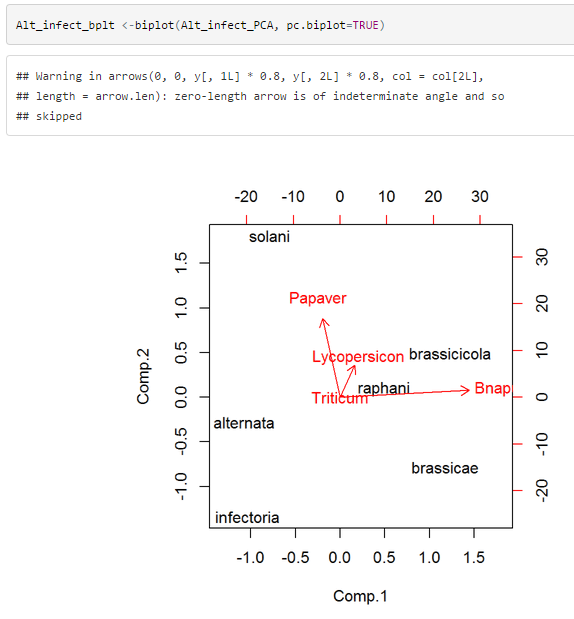 Alt_infect_bplt <-biplot(Alt_infect_PCA, pc.biplot=TRUE)
## Warning in arrows(0, 0, y[, 1L] * 0.8, y[, 2L] * 0.8, col = col[2L],
## length = arrow.len): zero-length arrow is of indeterminate angle and so
## skipped
-20 -10 0 10 20 30
solani
Papaver
Lycopersicon brassicicola
raphani Bnap
Triticum
alternata
brassicae
infectoria
1.5
1.0
0.5
0.0
-0.5
-1.0
Comp.2
30
20
10
0
-10
-20
-1.0 -0.5 0.0 0.5 1.0 1.5
Comp.1